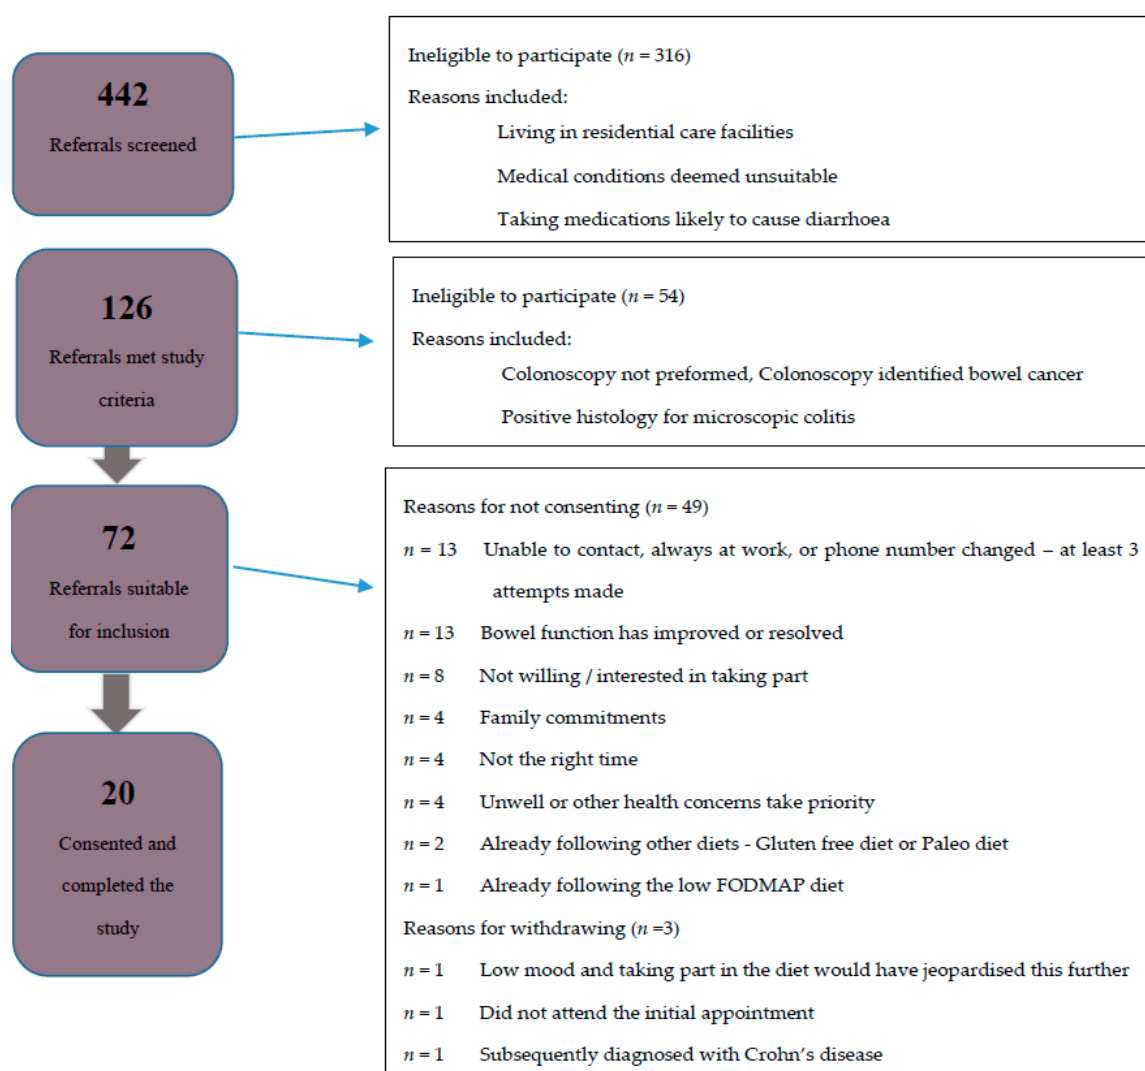 442
Referrals screened
Ineligible to participate (n = 316)
Reasons included:
Living in residential care facilities
Medical conditions deemed unsuitable
Taking medications likely to cause diarrhoea
126
Referrals met study
criteria
Ineligible to participate (n = 54)
Reasons included:
Colonoscopy not preformed, Colonoscopy identified bowel cancer
Positive histology for microscopic colitis
72
Referrals suitable
for inclusion
Reasons for not consenting (n = 49)
n = 13 Unable to contact, always at work, or phone number changed – at least 3
attempts made
n = 13 Bowel function has improved or resolved
n = 8 Not willing / interested in taking part
n = 4 Family commitments
n = 4 Not the right time
n = 4 Unwell or other health concerns take priority
n = 2 Already following other diets - Gluten free diet or Paleo diet
n = 1 Already following the low FODMAP diet
Reasons for withdrawing (n =3)
n = 1 Low mood and taking part in the diet would have jeopardised this further
n = 1 Did not attend the initial appointment
n = 1 Subsequently diagnosed with Crohn’s disease
20
Consented and
completed the
study